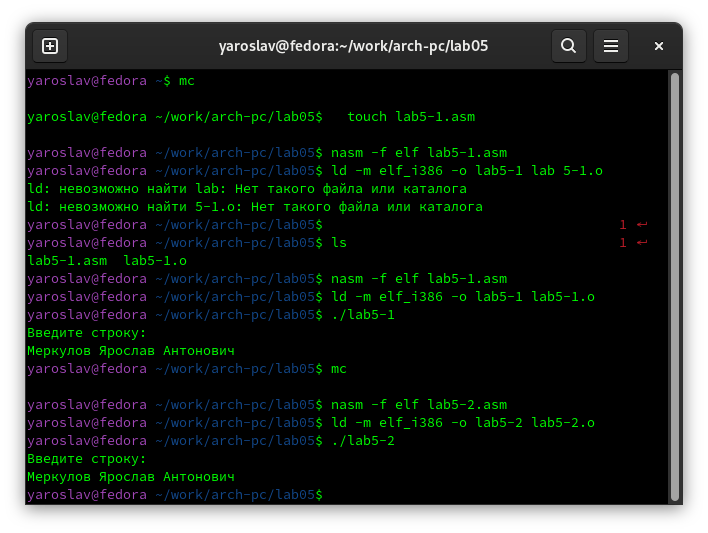 yaroslav@fedora:~/work/arch-pc/lab05
yaroslav@fedora ~$ mc
yaroslav@fedora ~/work/arch-pc/lab05$   touch lab5-1.asm
yaroslav@fedora ~/work/arch-pc/lab05$ nasm -f elf lab5-1.asm
yaroslav@fedora ~/work/arch-pc/lab05$ ld -m elf_i386 -o lab5-1 lab 5-1.o
ld: невозможно найти lab: Нет такого файла или каталога
ld: невозможно найти 5-1.o: Нет такого файла или каталога
yaroslav@fedora ~/work/arch-pc/lab05$ 1 ↵
yaroslav@fedora ~/work/arch-pc/lab05$ ls 1 ↵
lab5-1.asm  lab5-1.o
yaroslav@fedora ~/work/arch-pc/lab05$ nasm -f elf lab5-1.asm
yaroslav@fedora ~/work/arch-pc/lab05$ ld -m elf_i386 -o lab5-1 lab5-1.o
yaroslav@fedora ~/work/arch-pc/lab05$ ./lab5-1
Введите строку:
Меркулов Ярослав Антонович
yaroslav@fedora ~/work/arch-pc/lab05$ mc
yaroslav@fedora ~/work/arch-pc/lab05$ nasm -f elf lab5-2.asm
yaroslav@fedora ~/work/arch-pc/lab05$ ld -m elf_i386 -o lab5-2 lab5-2.o
yaroslav@fedora ~/work/arch-pc/lab05$ ./lab5-2
Введите строку:
Меркулов Ярослав Антонович
yaroslav@fedora ~/work/arch-pc/lab05$